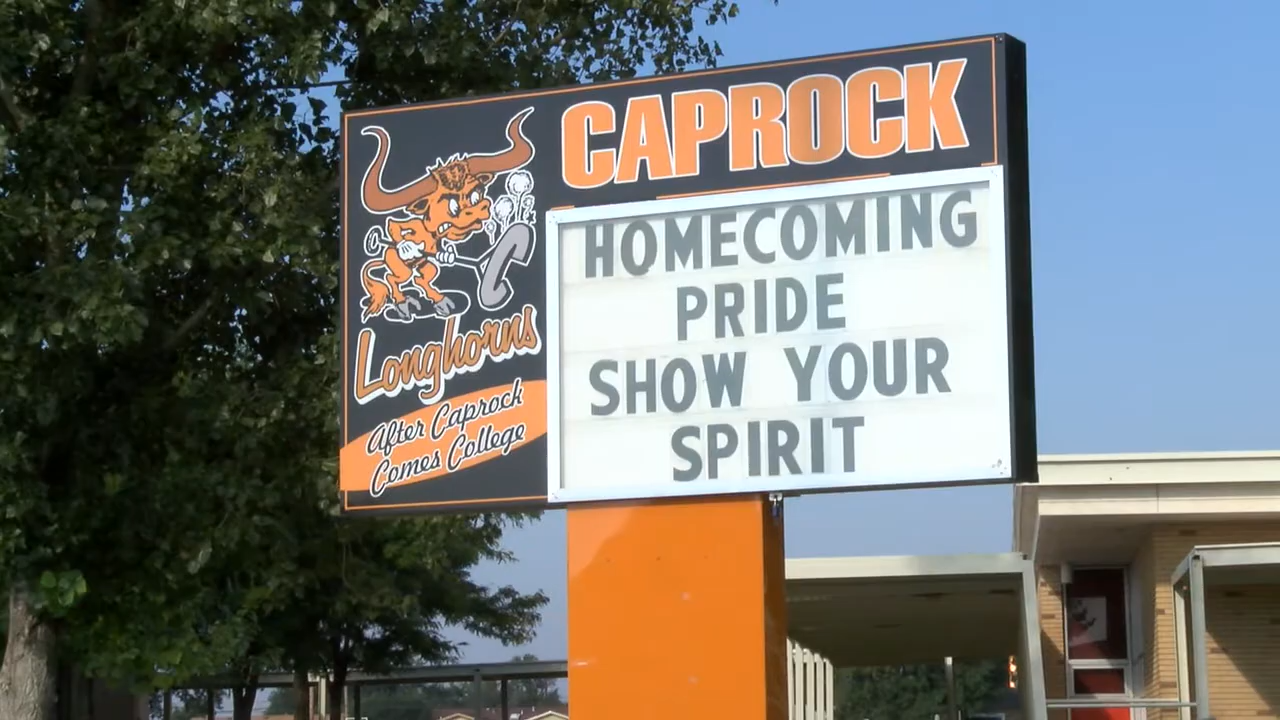 CAPROCK
HOMECOMING
PRIDE
SHOW YOUR
SPIRIT
Longhorns
After Caprock
Comes College